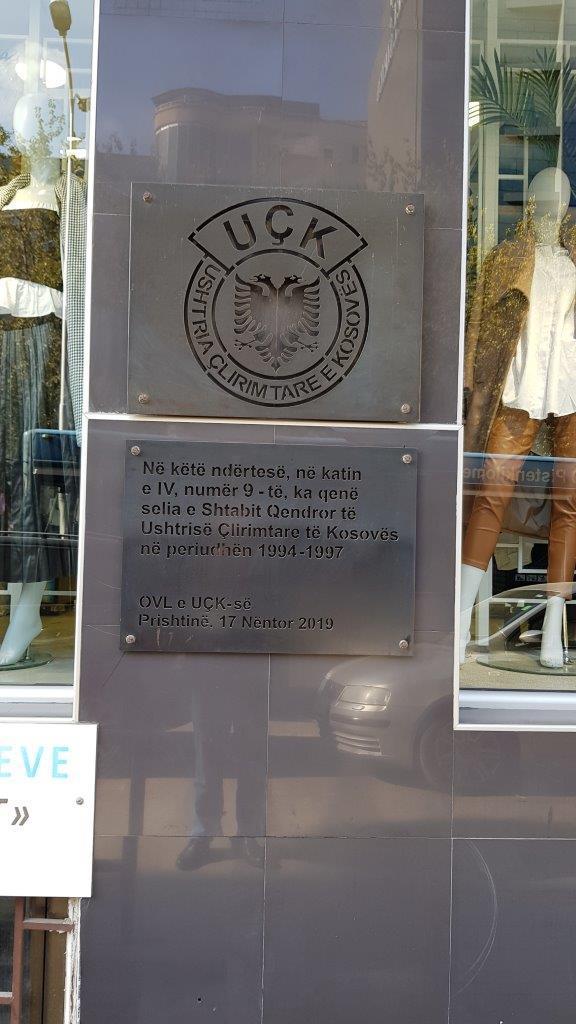 UÇK
USHTRIA ÇLIRIMTARE E KOSOVËS
Në këtë ndërtesë, në katin
e IV, numër 9 - të, ka qenë
selia e Shtabit Qendror të
Ushtrisë Çlirimtare të Kosovës
në periudhën 1994-1997
OVL e UÇK-së
Prishtinë, 17 Nëntor 2019
EVE
T»